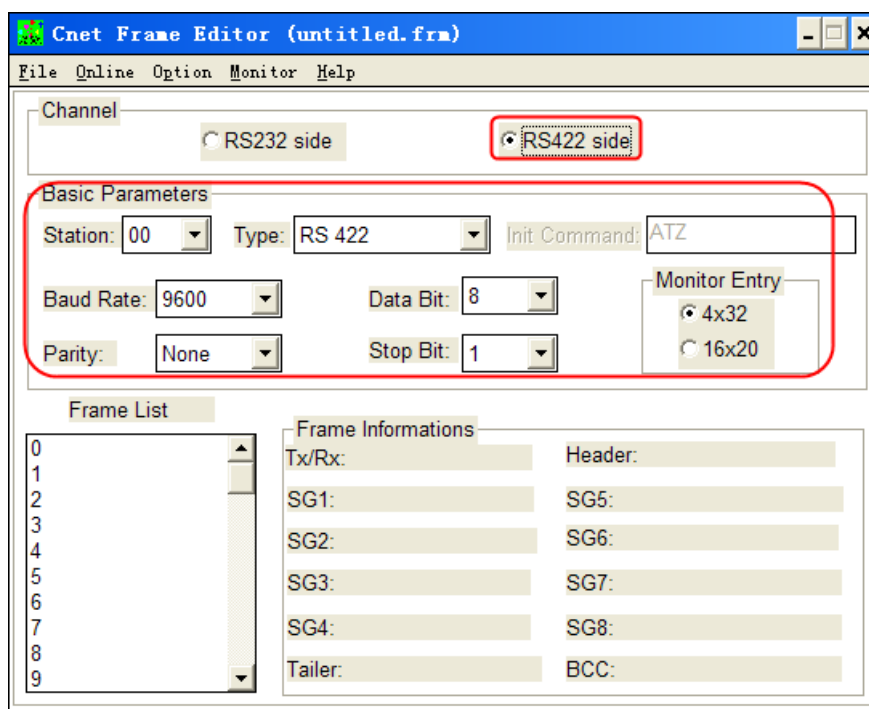 Cnet Frame Editor (untitled.frm)
File Online Option Monitor Help
Channel
RS232 side RS422 side
Basic Parameters
Station: 00 Type: RS 422 Init Command: ATZ
Baud Rate: 9600 Data Bit: 8 Monitor Entry
4x32
Parity: None Stop Bit: 1 16x20
Frame List
Frame Informations
0
1
2
3
4
5
6
7
8
9
Tx/Rx: Header:
SG1: SG5:
SG2: SG6:
SG3: SG7:
SG4: SG8:
Tailer: BCC: